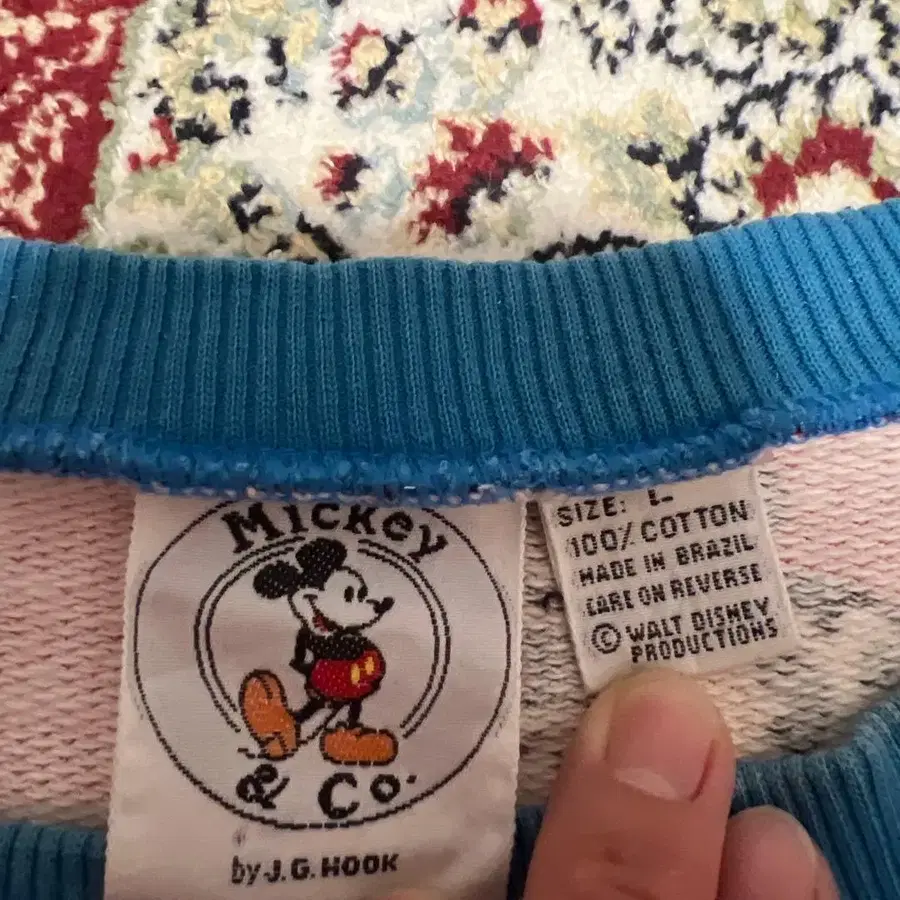 Mickey
& Co.
by J.G. HOOK
SIZE: L
100% COTTON
MADE IN BRAZIL
CARE ON REVERSE
© WALT DISNEY
PRODUCTIONS